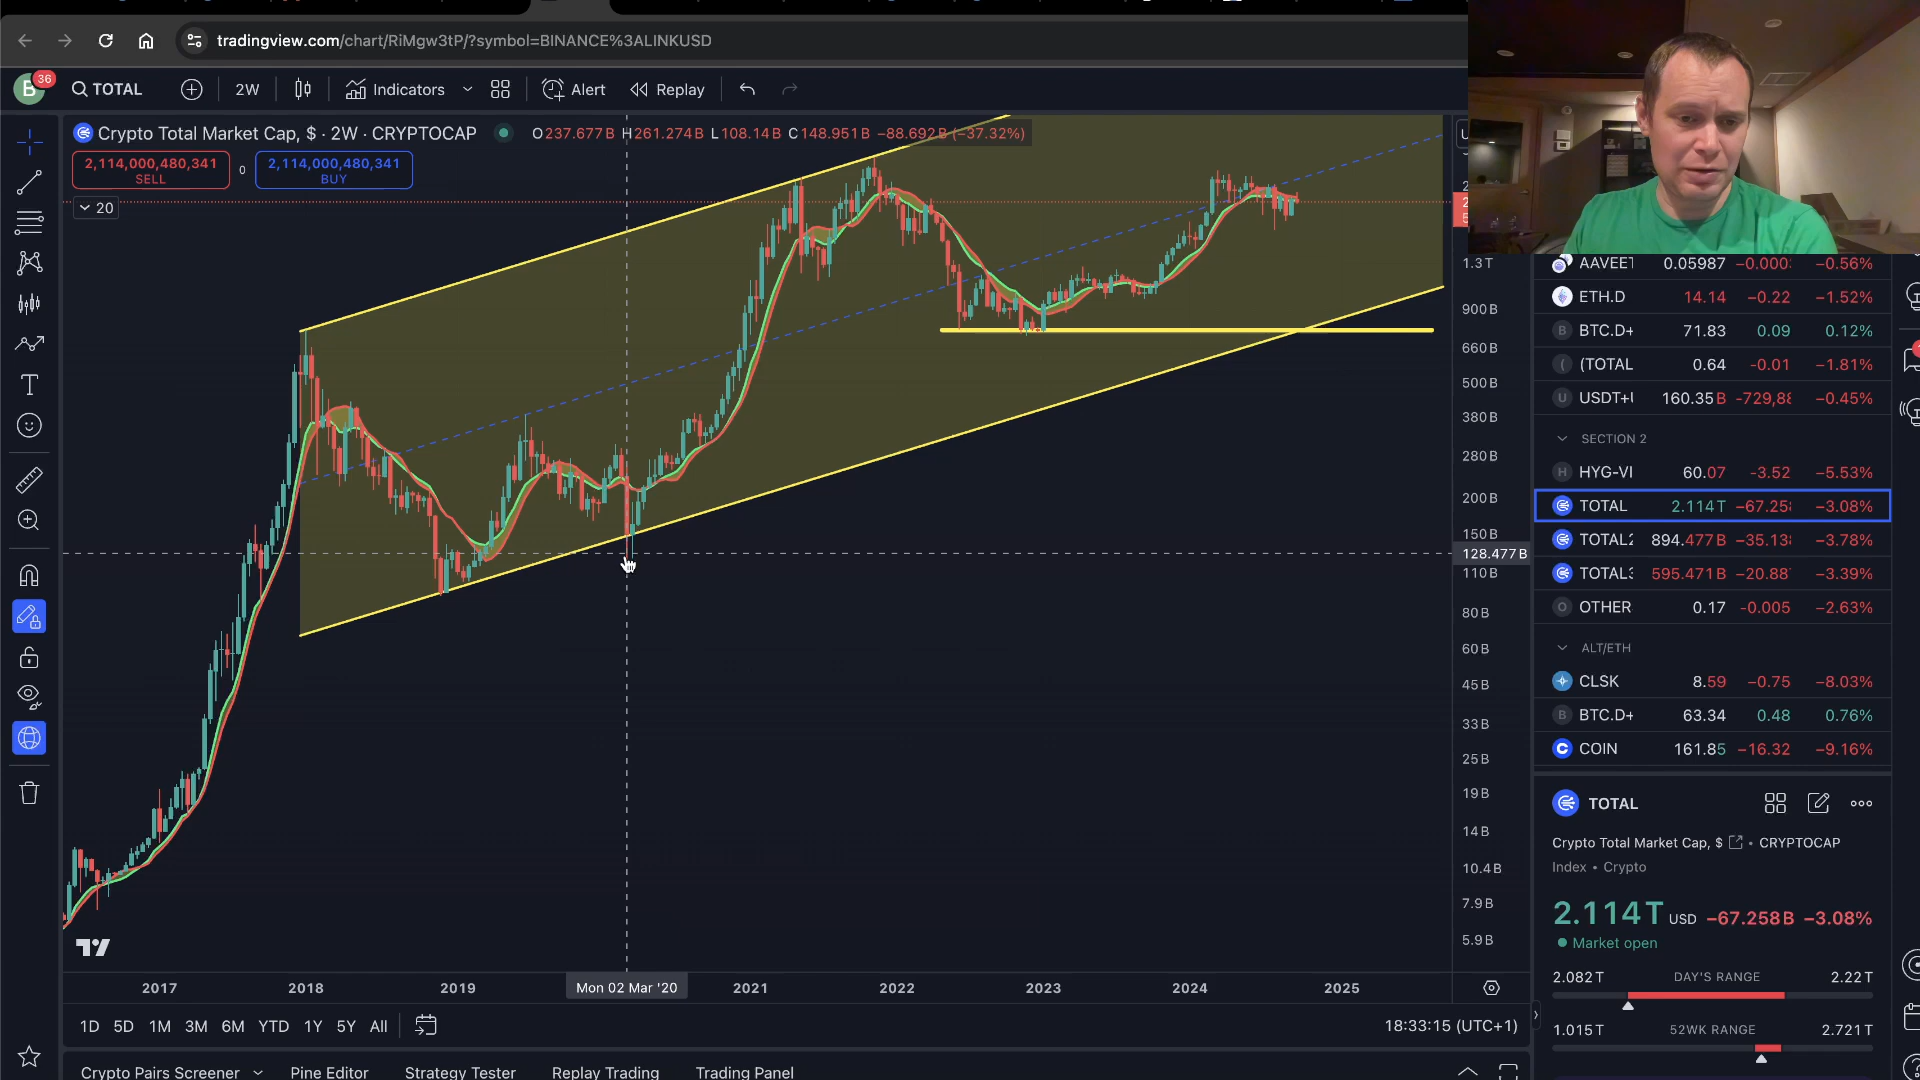 tradingview.com/chart/RiMgw3tP/?symbol=BINANCE%3ALINKUSD
B 36 TOTAL 2W Indicators Alert Replay
Crypto Total Market Cap, $ · 2W · CRYPTOCAP O237.677B H261.274B L108.14B C148.951B −88.692B (−37.32%)
2,114,000,480,341 SELL 0 2,114,000,480,341 BUY
20
1.3T
900B
660B
500B
380B
280B
200B
150B
128.477B
110B
80B
60B
45B
33B
25B
19B
14B
10.4B
7.9B
5.9B
2017 2018 2019 Mon 02 Mar '20 2021 2022 2023 2024 2025
1D 5D 1M 3M 6M YTD 1Y 5Y All 18:33:15 (UTC+1)
Crypto Pairs Screener Pine Editor Strategy Tester Replay Trading Trading Panel
0.05987 −0.000 −0.56%
ETH.D 14.14 −0.22 −1.52%
B BTC.D+ 71.83 0.09 0.12%
( (TOTAL 0.64 −0.01 −1.81%
U 160.35B −0.45%
SECTION 2
H HYG-VI 60.07 −3.52 −5.53%
TOTAL 2.114T −67.25 −3.08%
TOTAL2 894.477B −35.13 −3.78%
TOTAL3 595.471B −20.88 −3.39%
O OTHER 0.17 −0.005 −2.63%
ALT/ETH
CLSK 8.59 −0.75 −8.03%
B BTC.D+ 63.34 0.48 0.76%
C COIN 161.85 −16.32 −9.16%
TOTAL
Crypto Total Market Cap, $ • CRYPTOCAP
Index • Crypto
2.114T USD −67.258B −3.08%
Market open
2.082T DAY'S RANGE 2.22T
1.015T 52WK RANGE 2.721T